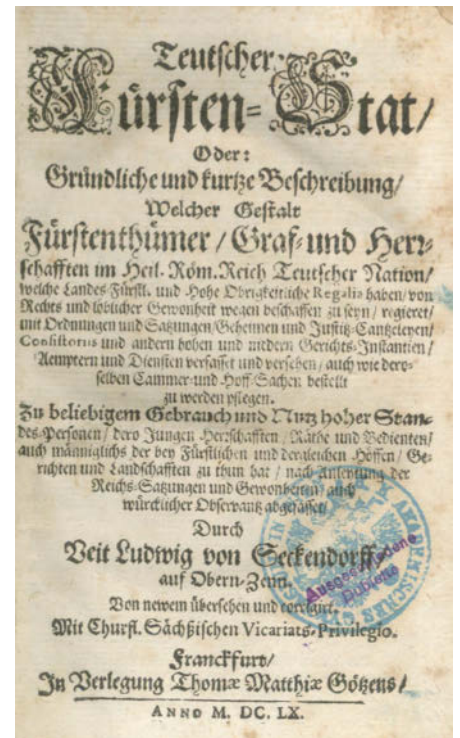 Teutscher
Fürsten-Stat/
Oder:
Gründliche und kurtze Beschreibung/
Welcher Gestalt
Fürstenthümer / Graf- und Herr-
schafften im Heil. Röm. Reich Teutscher Nation/
welche Landes Fürstl. und Hohe Obrigkeitliche Regalia haben/ von
Rechts und löblicher Gewonheit wegen beschaffen zu seyn/ regieret/
mit Ordnungen und Satzungen/ Geheimen und Justitz-Cantzeleyen/
Consistoriis und andern hohen und niedern Gerichts-Instantien/
Aemptern und Diensten verfasset und versehen/ auch wie dero-
selben Cammer- und Hoff-Sachen bestellt
zu werden pflegen.
Zu beliebigem Gebrauch und Nutz hoher Stan-
des-Personen/ dero Jungen Herrschafften/ Räthe und Bedienten/
auch männiglichs der bey Fürstlichen und dergleichen Höffen/ Ge-
richten und Landschafften zu thun hat/ nach Anleitung der
Reichs-Satzungen und Gewonheiten/ auch
würcklicher Observantz abgefasset/
Durch
Veit Ludwig von Seckendorff/
auf Obern-Zenn.
Von newem übersehen und corrigirt.
Mit Churfl. Sächßischen Vicariats-Privilegio.
Franckfurt/
In Verlegung Thomæ Matthiæ Götzens/
ANNO M. DC. LX.
AKADEMISCHES
Ausgeschiedene
Dublette